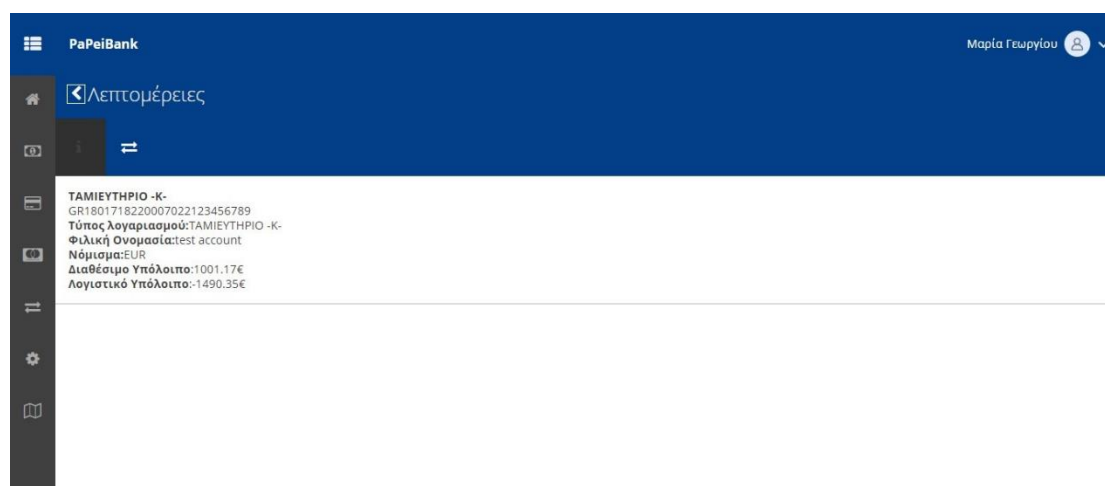 PaPeiBank
Μαρία Γεωργίου
Λεπτομέρειες
ΤΑΜΙΕΥΤΗΡΙΟ -Κ-
GR1801718220007022123456789
Τύπος λογαριασμού:ΤΑΜΙΕΥΤΗΡΙΟ -Κ-
Φιλική Ονομασία:test account
Νόμισμα:EUR
Διαθέσιμο Υπόλοιπο:1001.17€
Λογιστικό Υπόλοιπο:-1490.35€